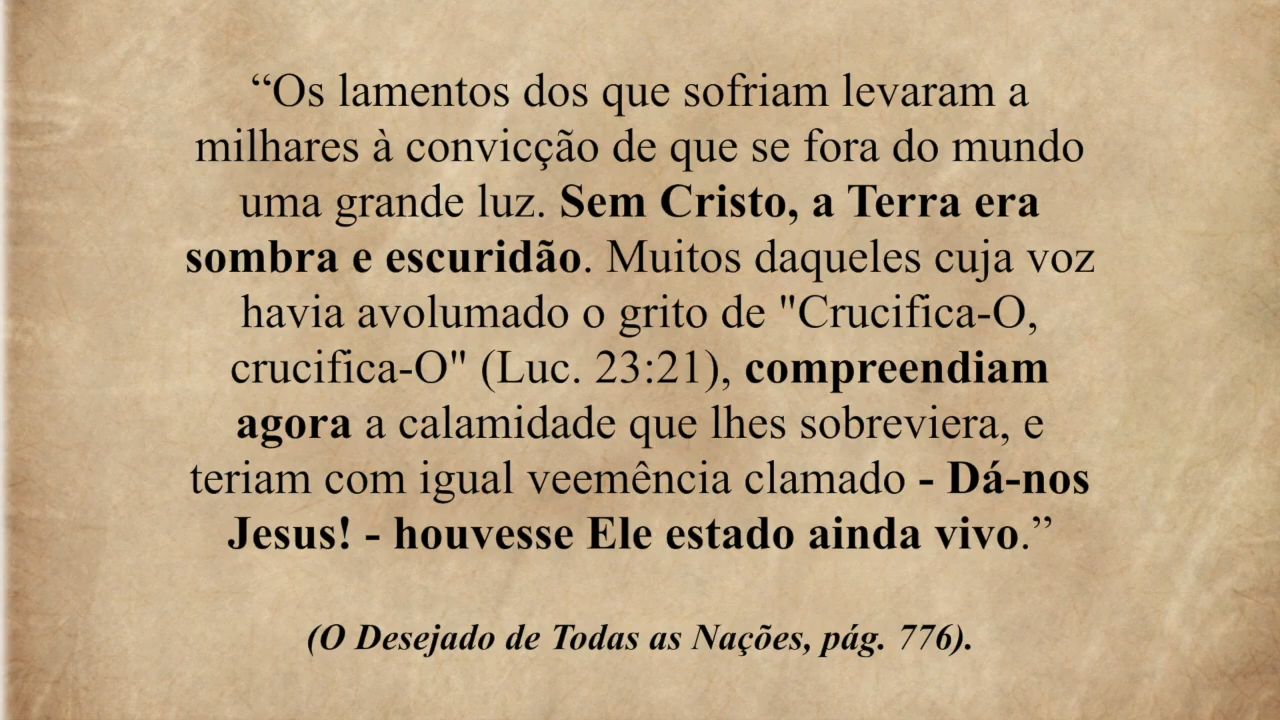 “Os lamentos dos que sofriam levaram a
milhares à convicção de que se fora do mundo
uma grande luz. Sem Cristo, a Terra era
sombra e escuridão. Muitos daqueles cuja voz
havia avolumado o grito de "Crucifica-O,
crucifica-O" (Luc. 23:21), compreendiam
agora a calamidade que lhes sobreviera, e
teriam com igual veemência clamado - Dá-nos
Jesus! - houvesse Ele estado ainda vivo.”
(O Desejado de Todas as Nações, pág. 776).